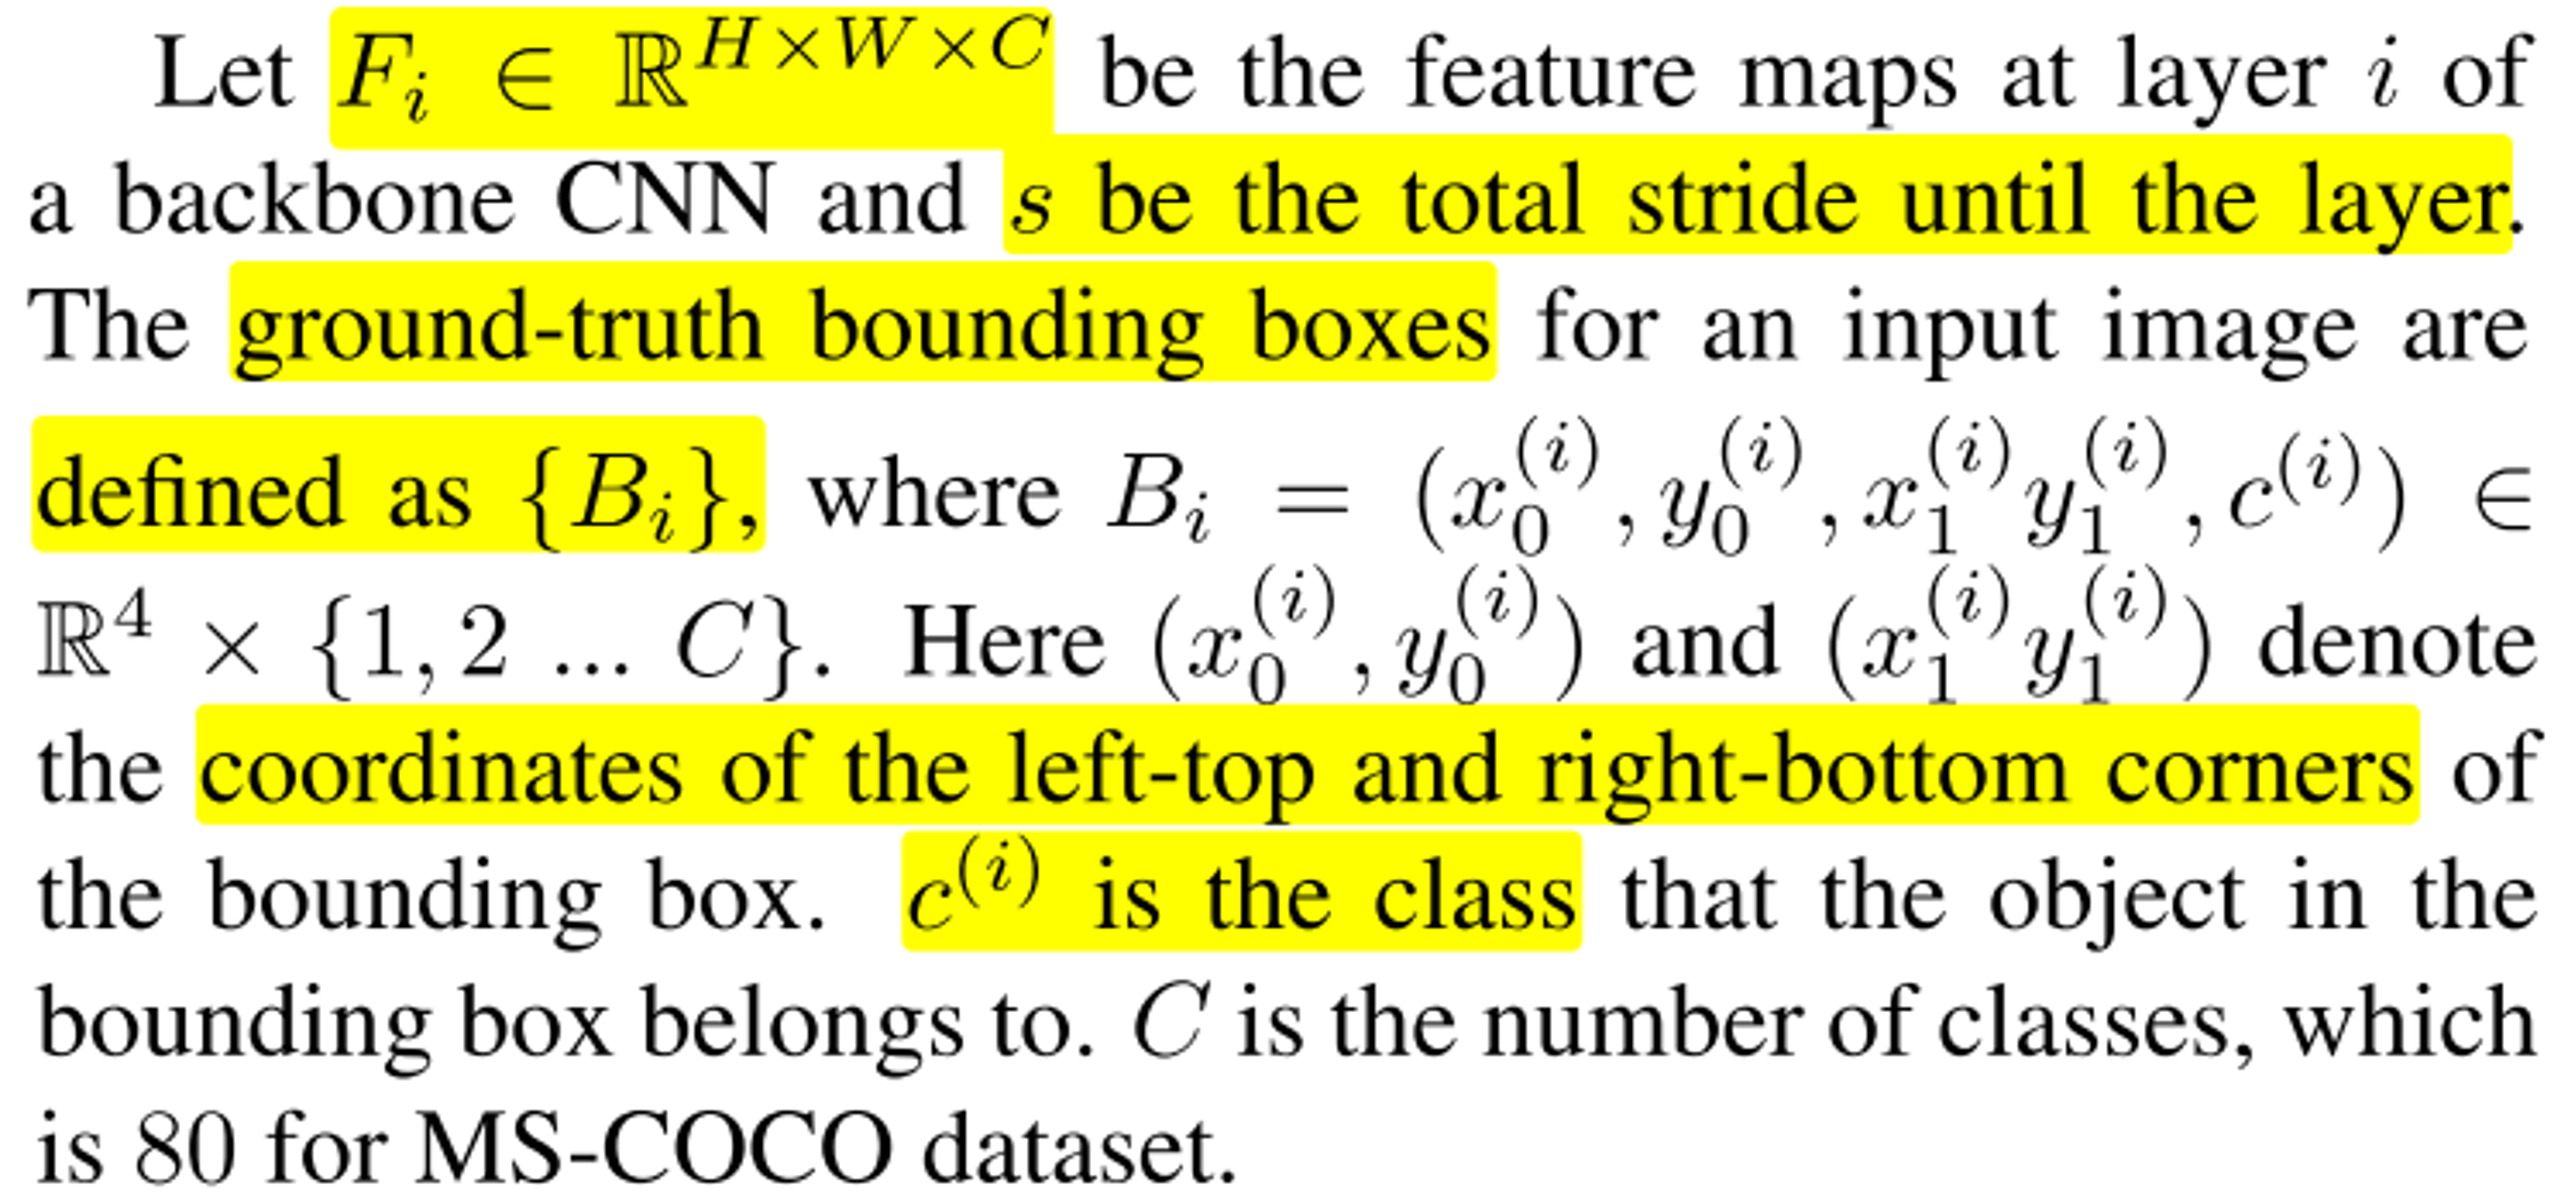 Let $F_i \in \mathbb{R}^{H \times W \times C}$ be the feature maps at layer $i$ of
a backbone CNN and $s$ be the total stride until the layer.
The ground-truth bounding boxes for an input image are
defined as $\{B_i\}$, where $B_i = (x_0^{(i)}, y_0^{(i)}, x_1^{(i)} y_1^{(i)}, c^{(i)}) \in$
$\mathbb{R}^4 \times \{1, 2 ... C\}$. Here $(x_0^{(i)}, y_0^{(i)})$ and $(x_1^{(i)} y_1^{(i)})$ denote
the coordinates of the left-top and right-bottom corners of
the bounding box. $c^{(i)}$ is the class that the object in the
bounding box belongs to. $C$ is the number of classes, which
is 80 for MS-COCO dataset.